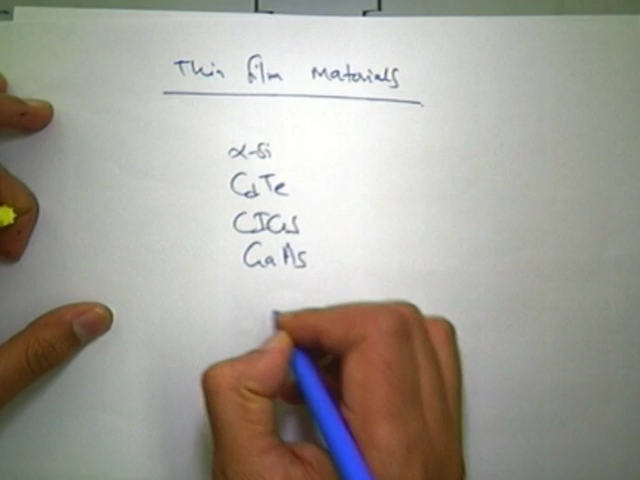 Thin film Materials
α-Si
CdTe
CIGS
GaAs